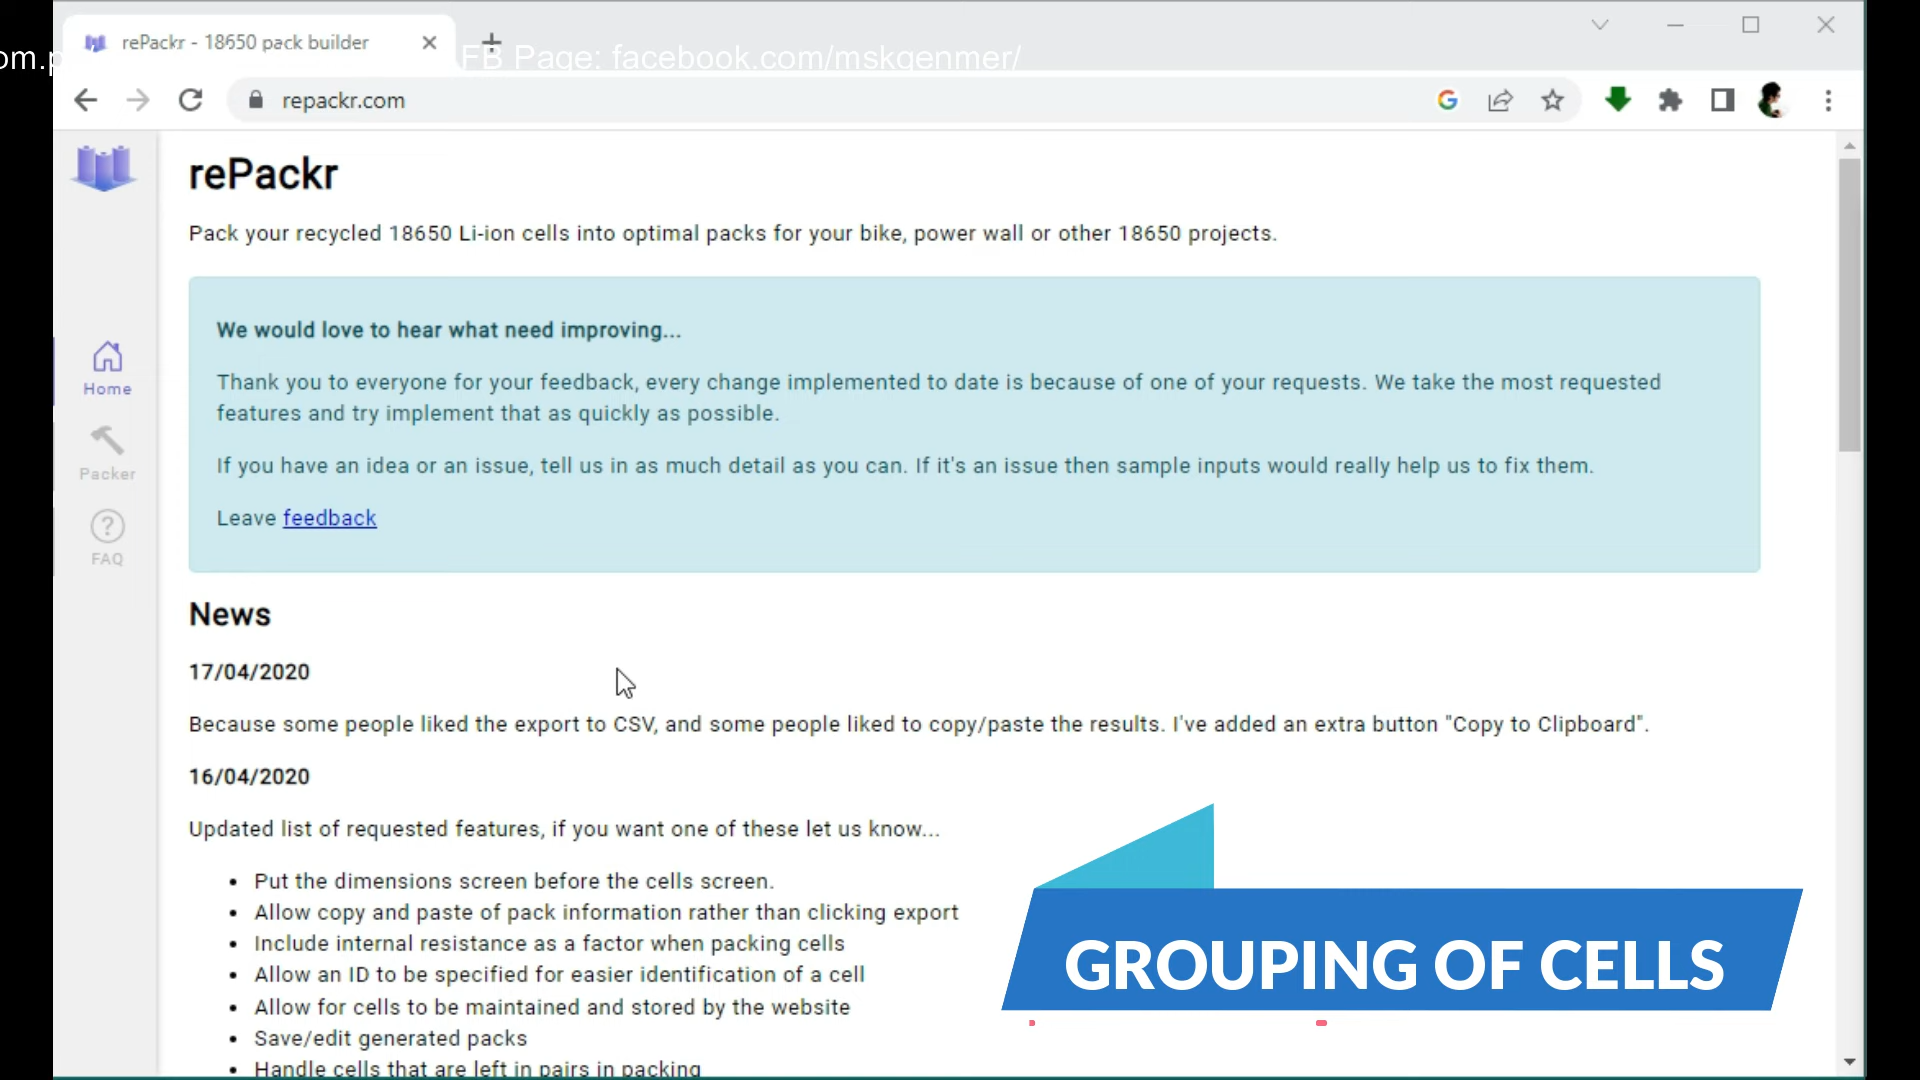 rePackr - 18650 pack builder
om.p FB Page: facebook.com/mskgenmer/
repackr.com
rePackr
Pack your recycled 18650 Li-ion cells into optimal packs for your bike, power wall or other 18650 projects.
We would love to hear what need improving...
Thank you to everyone for your feedback, every change implemented to date is because of one of your requests. We take the most requested
features and try implement that as quickly as possible.
If you have an idea or an issue, tell us in as much detail as you can. If it's an issue then sample inputs would really help us to fix them.
Leave feedback
Home
Packer
FAQ
News
17/04/2020
Because some people liked the export to CSV, and some people liked to copy/paste the results. I've added an extra button "Copy to Clipboard".
16/04/2020
Updated list of requested features, if you want one of these let us know...
• Put the dimensions screen before the cells screen.
• Allow copy and paste of pack information rather than clicking export
• Include internal resistance as a factor when packing cells
• Allow an ID to be specified for easier identification of a cell
• Allow for cells to be maintained and stored by the website
• Save/edit generated packs
• Handle cells that are left in pairs in packing
GROUPING OF CELLS